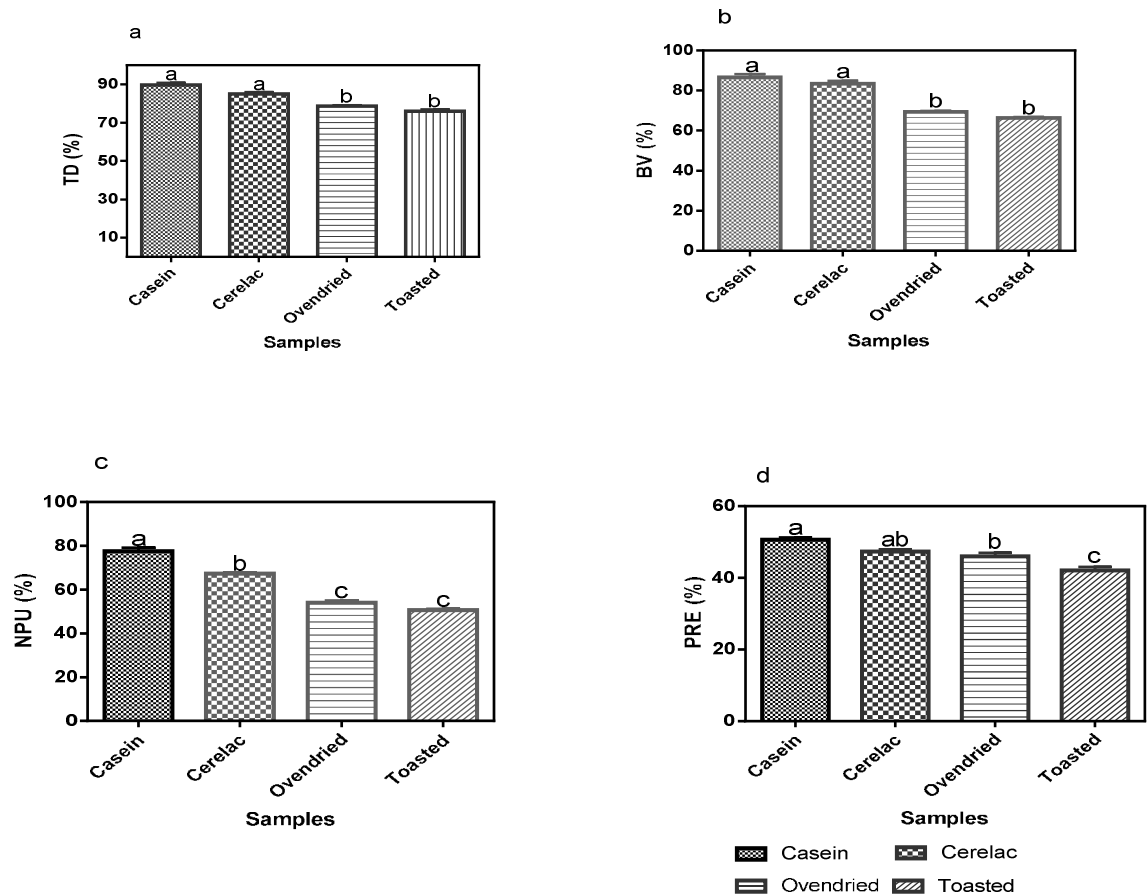 a
TD (%)
90
70
50
30
10
a
a
b
b
Casein
Cerelac
Ovendried
Toasted
Samples
b
BV (%)
100
80
60
40
20
0
a
a
b
b
Casein
Cerelac
Ovendried
Toasted
Samples
c
NPU (%)
100
80
60
40
20
0
a
b
c
c
Casein
Cerelac
Ovendried
Toasted
Samples
d
PRE (%)
60
40
20
0
a
ab
b
c
Casein
Cerelac
Ovendried
Toasted
Samples
Casein
Cerelac
Ovendried
Toasted